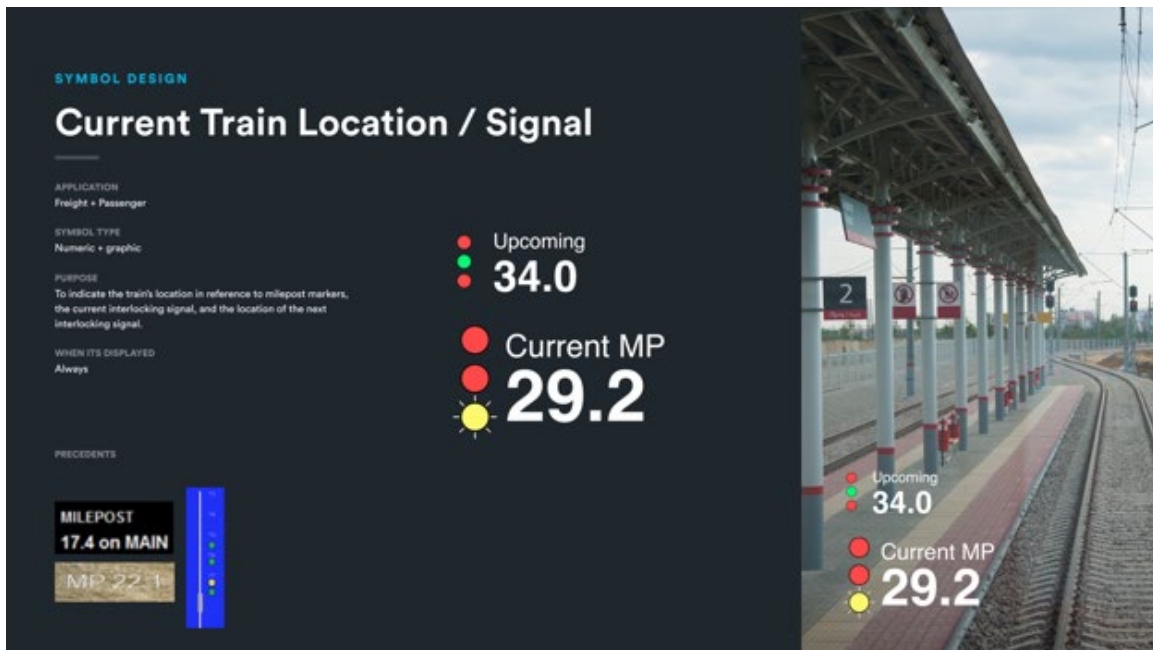 SYMBOL DESIGN
Current Train Location / Signal
APPLICATION
Freight + Passenger
SYMBOL TYPE
Numeric + graphic
PURPOSE
To indicate the train's location in reference to milepost markers,
the current interlocking signal, and the location of the next
interlocking signal.
WHEN ITS DISPLAYED
Always
Upcoming
34.0
Current MP
29.2
PRECEDENTS
MILEPOST
17.4 on MAIN
MP 22.1
2
Upcoming
34.0
Current MP
29.2